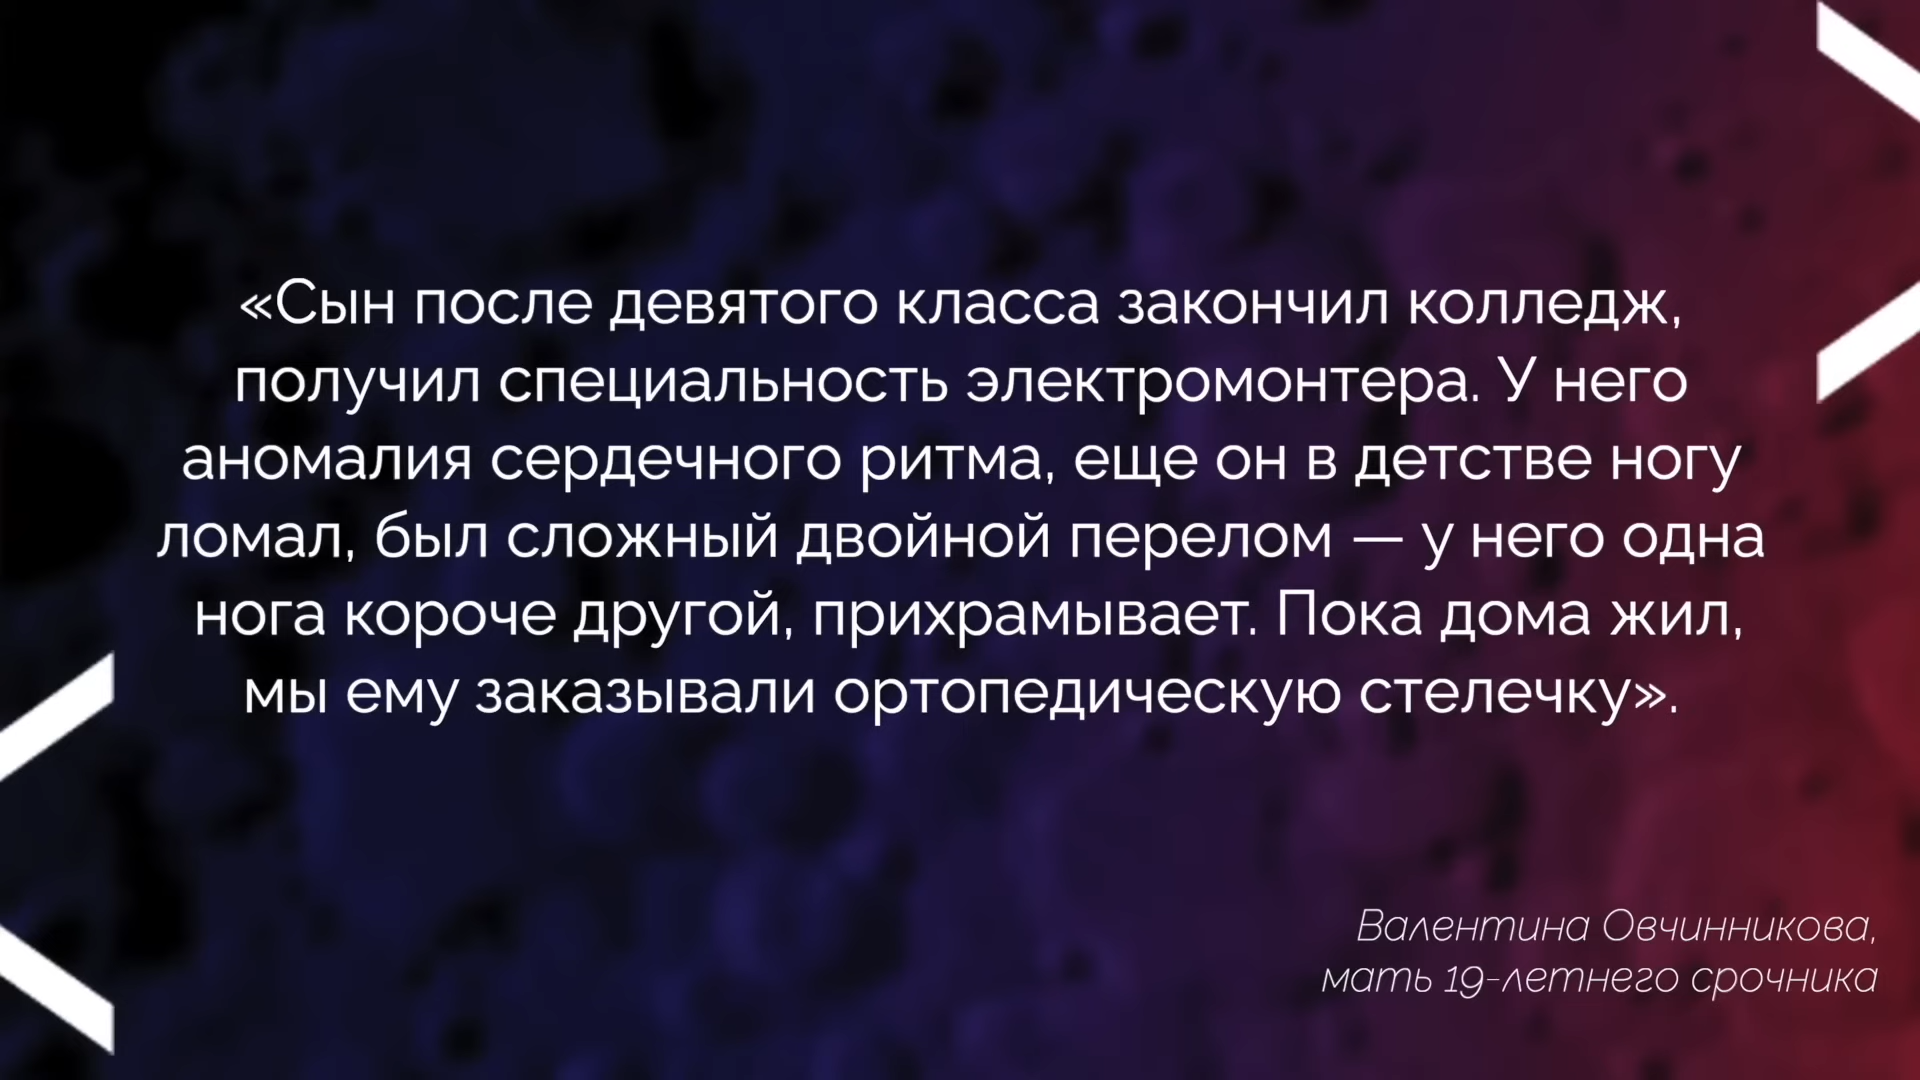 «Сын после девятого класса закончил колледж,
получил специальность электромонтера. У него
аномалия сердечного ритма, еще он в детстве ногу
ломал, был сложный двойной перелом — у него одна
нога короче другой, прихрамывает. Пока дома жил,
мы ему заказывали ортопедическую стелечку».
Валентина Овчинникова,
мать 19-летнего срочника